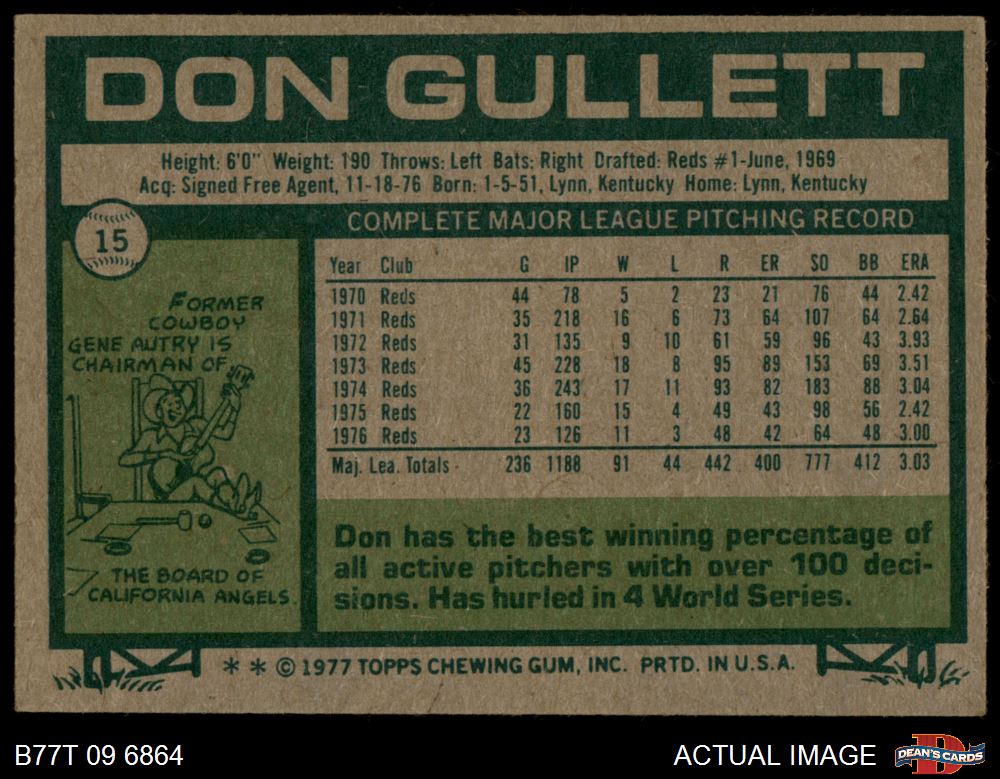 DON GULLETT
Height: 6'0" Weight: 190 Throws: Left Bats: Right Drafted: Reds #1-June, 1969
Acq: Signed Free Agent, 11-18-76 Born: 1-5-51, Lynn, Kentucky Home: Lynn, Kentucky
15
COMPLETE MAJOR LEAGUE PITCHING RECORD
Year Club G IP W L R ER SO BB ERA
1970 Reds 44 78 5 2 23 21 76 44 2.42
1971 Reds 35 218 16 6 73 64 107 64 2.64
1972 Reds 31 135 9 10 61 59 96 43 3.93
1973 Reds 45 228 18 8 95 89 153 69 3.51
1974 Reds 36 243 17 11 93 82 183 88 3.04
1975 Reds 22 160 15 4 49 43 98 56 2.42
1976 Reds 23 126 11 3 48 42 64 48 3.00
Maj. Lea. Totals 236 1188 91 44 442 400 777 412 3.03
FORMER
COWBOY
GENE AUTRY IS
CHAIRMAN OF
THE BOARD OF
CALIFORNIA ANGELS.
Don has the best winning percentage of
all active pitchers with over 100 deci-
sions. Has hurled in 4 World Series.
* * © 1977 TOPPS CHEWING GUM, INC. PRTD. IN U.S.A.
B77T 09 6864
ACTUAL IMAGE
D
DEAN'S CARDS